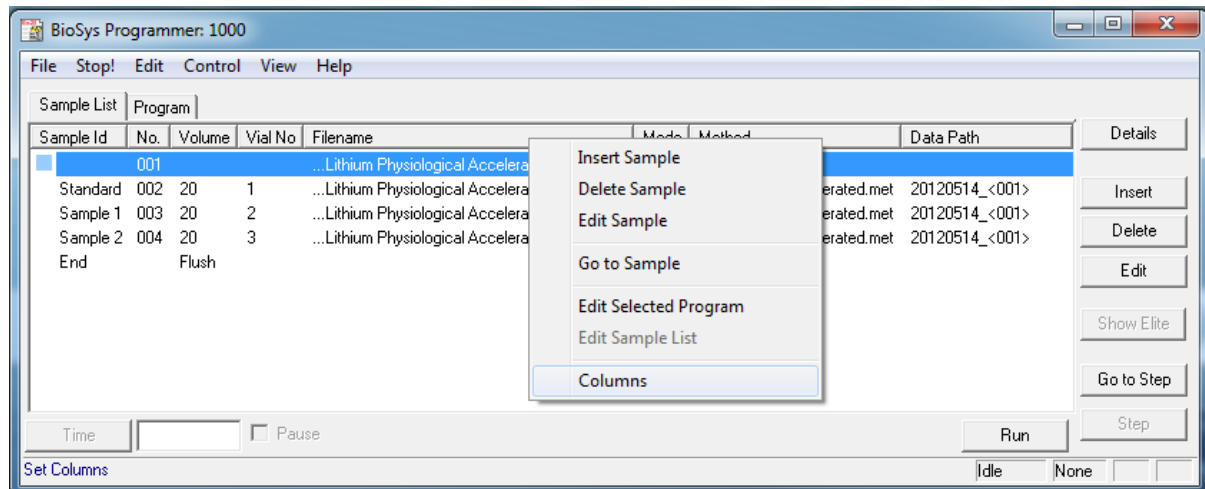 BioSys Programmer: 1000
File Stop! Edit Control View Help
Sample List Program
Sample Id No. Volume Vial No Filename Mode Method Data Path
001 ...Lithium Physiological Accelera
Standard 002 20 1 ...Lithium Physiological Accelera erated.met 20120514_<001>
Sample 1 003 20 2 ...Lithium Physiological Accelera erated.met 20120514_<001>
Sample 2 004 20 3 ...Lithium Physiological Accelera erated.met 20120514_<001>
End Flush
Insert Sample
Delete Sample
Edit Sample
Go to Sample
Edit Selected Program
Edit Sample List
Columns
Details
Insert
Delete
Edit
Show Elite
Go to Step
Step
Time Pause Run
Set Columns Idle None